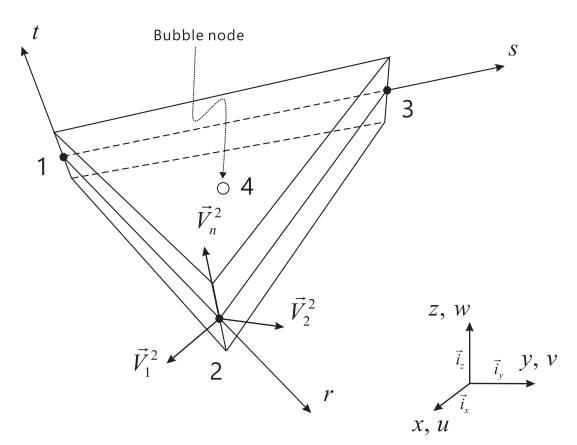 t
Bubble node
s
3
1
4
\vec{V}_n^2
\vec{V}_2^2
\vec{V}_1^2
2
r
z, w
\vec{i}_z
\vec{i}_y
y, v
\vec{i}_x
x, u